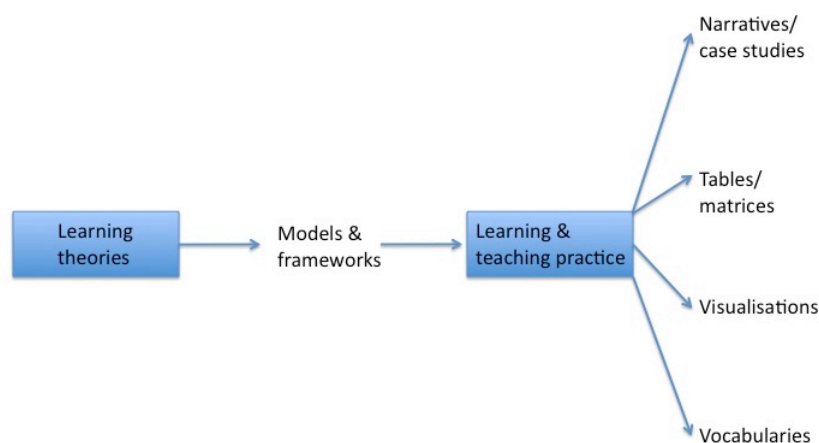 Narratives/
case studies
Tables/
matrices
Learning
theories
Models &
frameworks
Learning &
teaching practice
Visualisations
Vocabularies